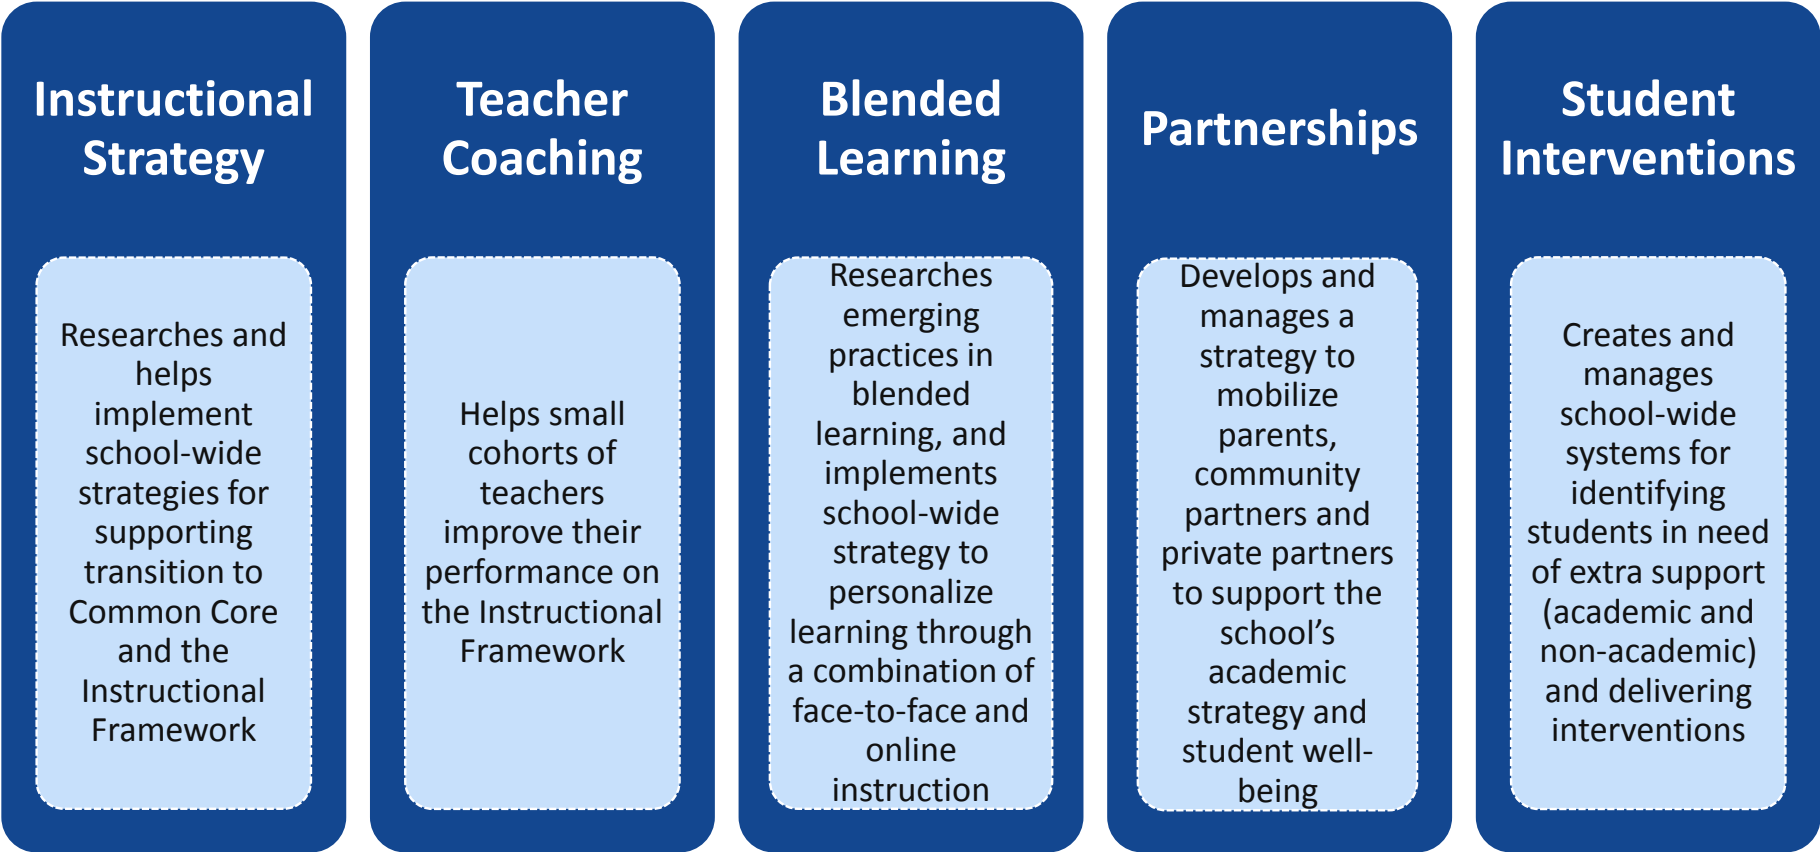 Instructional
Strategy
Researches and
helps
implement
school-wide
strategies for
supporting
transition to
Common Core
and the
Instructional
Framework
Teacher
Coaching
Helps small
cohorts of
teachers
improve their
performance on
the Instructional
Framework
Blended
Learning
Researches
emerging
practices in
blended
learning, and
implements
school-wide
strategy to
personalize
learning through
a combination of
face-to-face and
online
instruction
Partnerships
Develops and
manages a
strategy to
mobilize
parents,
community
partners and
private partners
to support the
school’s
academic
strategy and
student well-
being
Student
Interventions
Creates and
manages
school-wide
systems for
identifying
students in need
of extra support
(academic and
non-academic)
and delivering
interventions